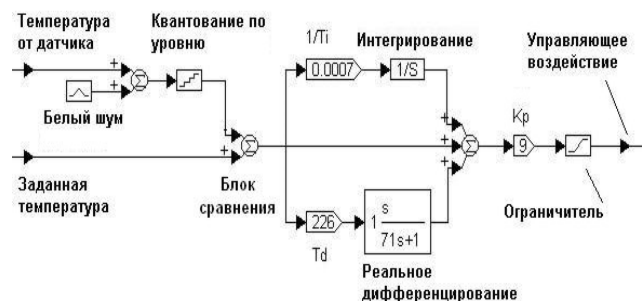 Температура
от датчика
Квантование по
уровню
1/Ti
Интегрирование
Управляющее
воздействие
0.0007
1/S
+
+
Σ
Белый шум
+
+
+
Σ
Kp
9
-
+
Σ
Заданная
температура
Блок
сравнения
226
Td
1
s
71s+1
Ограничитель
Реальное
дифференцирование